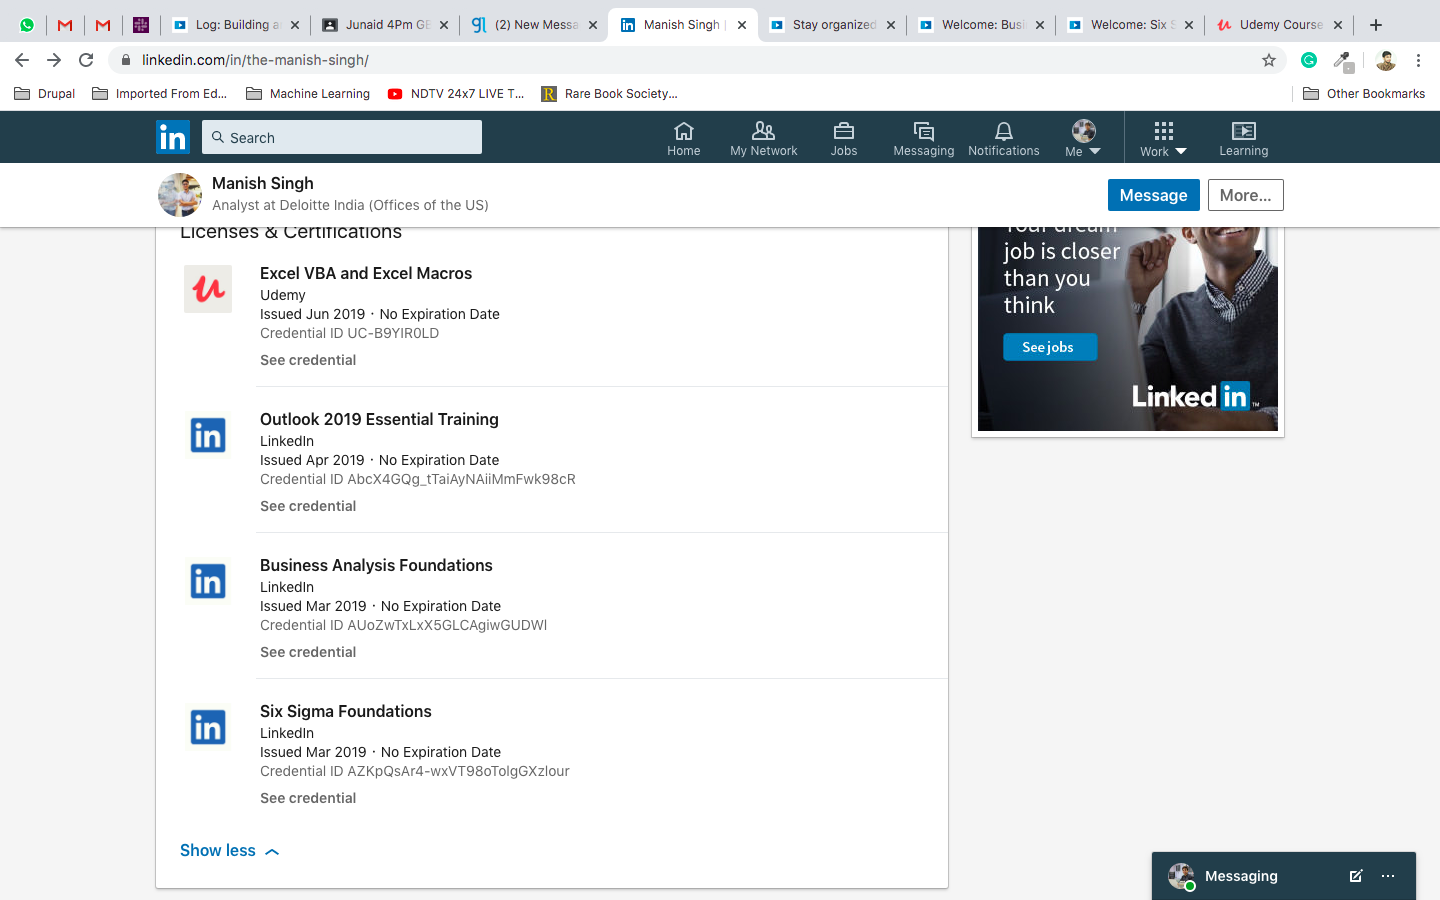 Log: Building a
Junaid 4Pm GE
(2) New Messa
Manish Singh |
Stay organized
Welcome: Busi
Welcome: Six S
Udemy Course
linkedin.com/in/the-manish-singh/
Drupal
Imported From Ed...
Machine Learning
NDTV 24x7 LIVE T...
Rare Book Society...
Other Bookmarks
in
Search
Home
My Network
Jobs
Messaging
Notifications
Me
Work
Learning
Manish Singh
Analyst at Deloitte India (Offices of the US)
Message
More...
Licenses & Certifications
Excel VBA and Excel Macros
Udemy
Issued Jun 2019 · No Expiration Date
Credential ID UC-B9YIR0LD
See credential
Outlook 2019 Essential Training
LinkedIn
Issued Apr 2019 · No Expiration Date
Credential ID AbcX4GQg_tTaiAyNAiiMmFwk98cR
See credential
Business Analysis Foundations
LinkedIn
Issued Mar 2019 · No Expiration Date
Credential ID AUoZwTxLxX5GLCAgiwGUDWI
See credential
Six Sigma Foundations
LinkedIn
Issued Mar 2019 · No Expiration Date
Credential ID AZKpQsAr4-wxVT98oTolgGXzlour
See credential
Show less
Your dream
job is closer
than you
think
See jobs
Linked in ™
Messaging